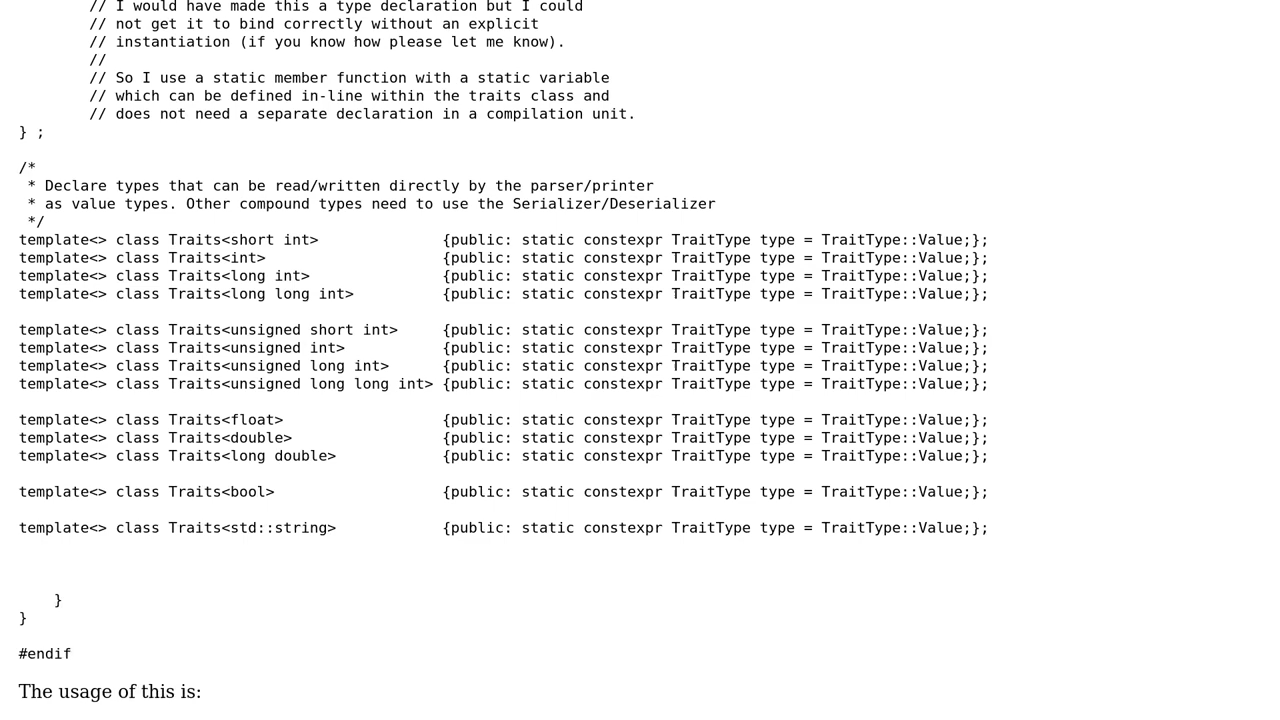 // I would have made this a type declaration but I could
        // not get it to bind correctly without an explicit
        // instantiation (if you know how please let me know).
        //
        // So I use a static member function with a static variable
        // which can be defined in-line within the traits class and
        // does not need a separate declaration in a compilation unit.
} ;

/*
 * Declare types that can be read/written directly by the parser/printer
 * as value types. Other compound types need to use the Serializer/Deserializer
 */
template<> class Traits<short int>              {public: static constexpr TraitType type = TraitType::Value;};
template<> class Traits<int>                    {public: static constexpr TraitType type = TraitType::Value;};
template<> class Traits<long int>               {public: static constexpr TraitType type = TraitType::Value;};
template<> class Traits<long long int>          {public: static constexpr TraitType type = TraitType::Value;};

template<> class Traits<unsigned short int>     {public: static constexpr TraitType type = TraitType::Value;};
template<> class Traits<unsigned int>           {public: static constexpr TraitType type = TraitType::Value;};
template<> class Traits<unsigned long int>      {public: static constexpr TraitType type = TraitType::Value;};
template<> class Traits<unsigned long long int> {public: static constexpr TraitType type = TraitType::Value;};

template<> class Traits<float>                  {public: static constexpr TraitType type = TraitType::Value;};
template<> class Traits<double>                 {public: static constexpr TraitType type = TraitType::Value;};
template<> class Traits<long double>            {public: static constexpr TraitType type = TraitType::Value;};

template<> class Traits<bool>                   {public: static constexpr TraitType type = TraitType::Value;};

template<> class Traits<std::string>            {public: static constexpr TraitType type = TraitType::Value;};

    }
}

#endif

The usage of this is: